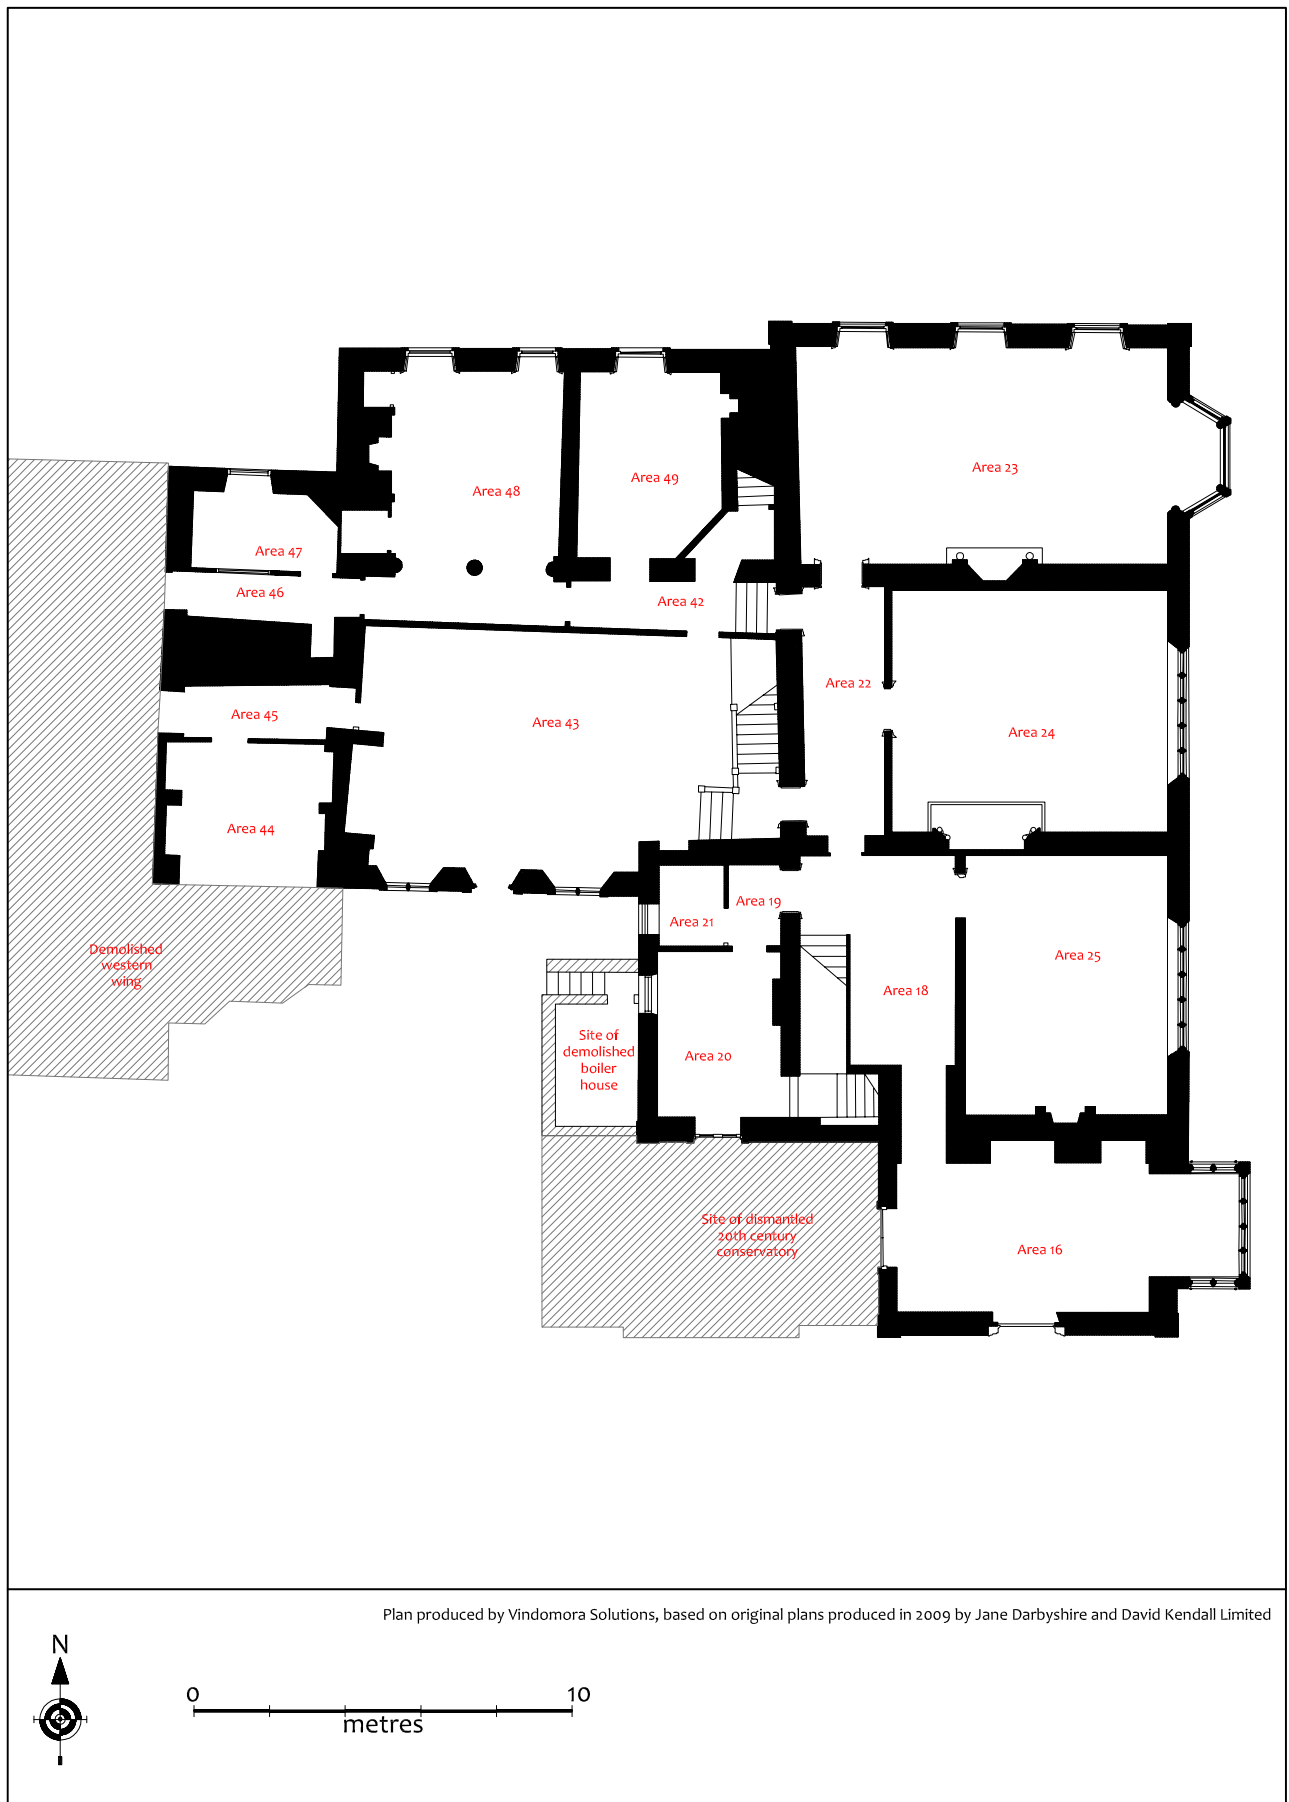 Area 23
Area 49
Area 48
Area 47
Area 46
Area 42
Area 22
Area 45
Area 43
Area 24
Area 44
Area 19
Area 21
Demolished
western
wing
Area 25
Area 18
Site of
demolished
boiler
house
Area 20
Site of dismantled
20th century
conservatory
Area 16
Plan produced by Vindomora Solutions, based on original plans produced in 2009 by Jane Darbyshire and David Kendall Limited
N
0 10
metres